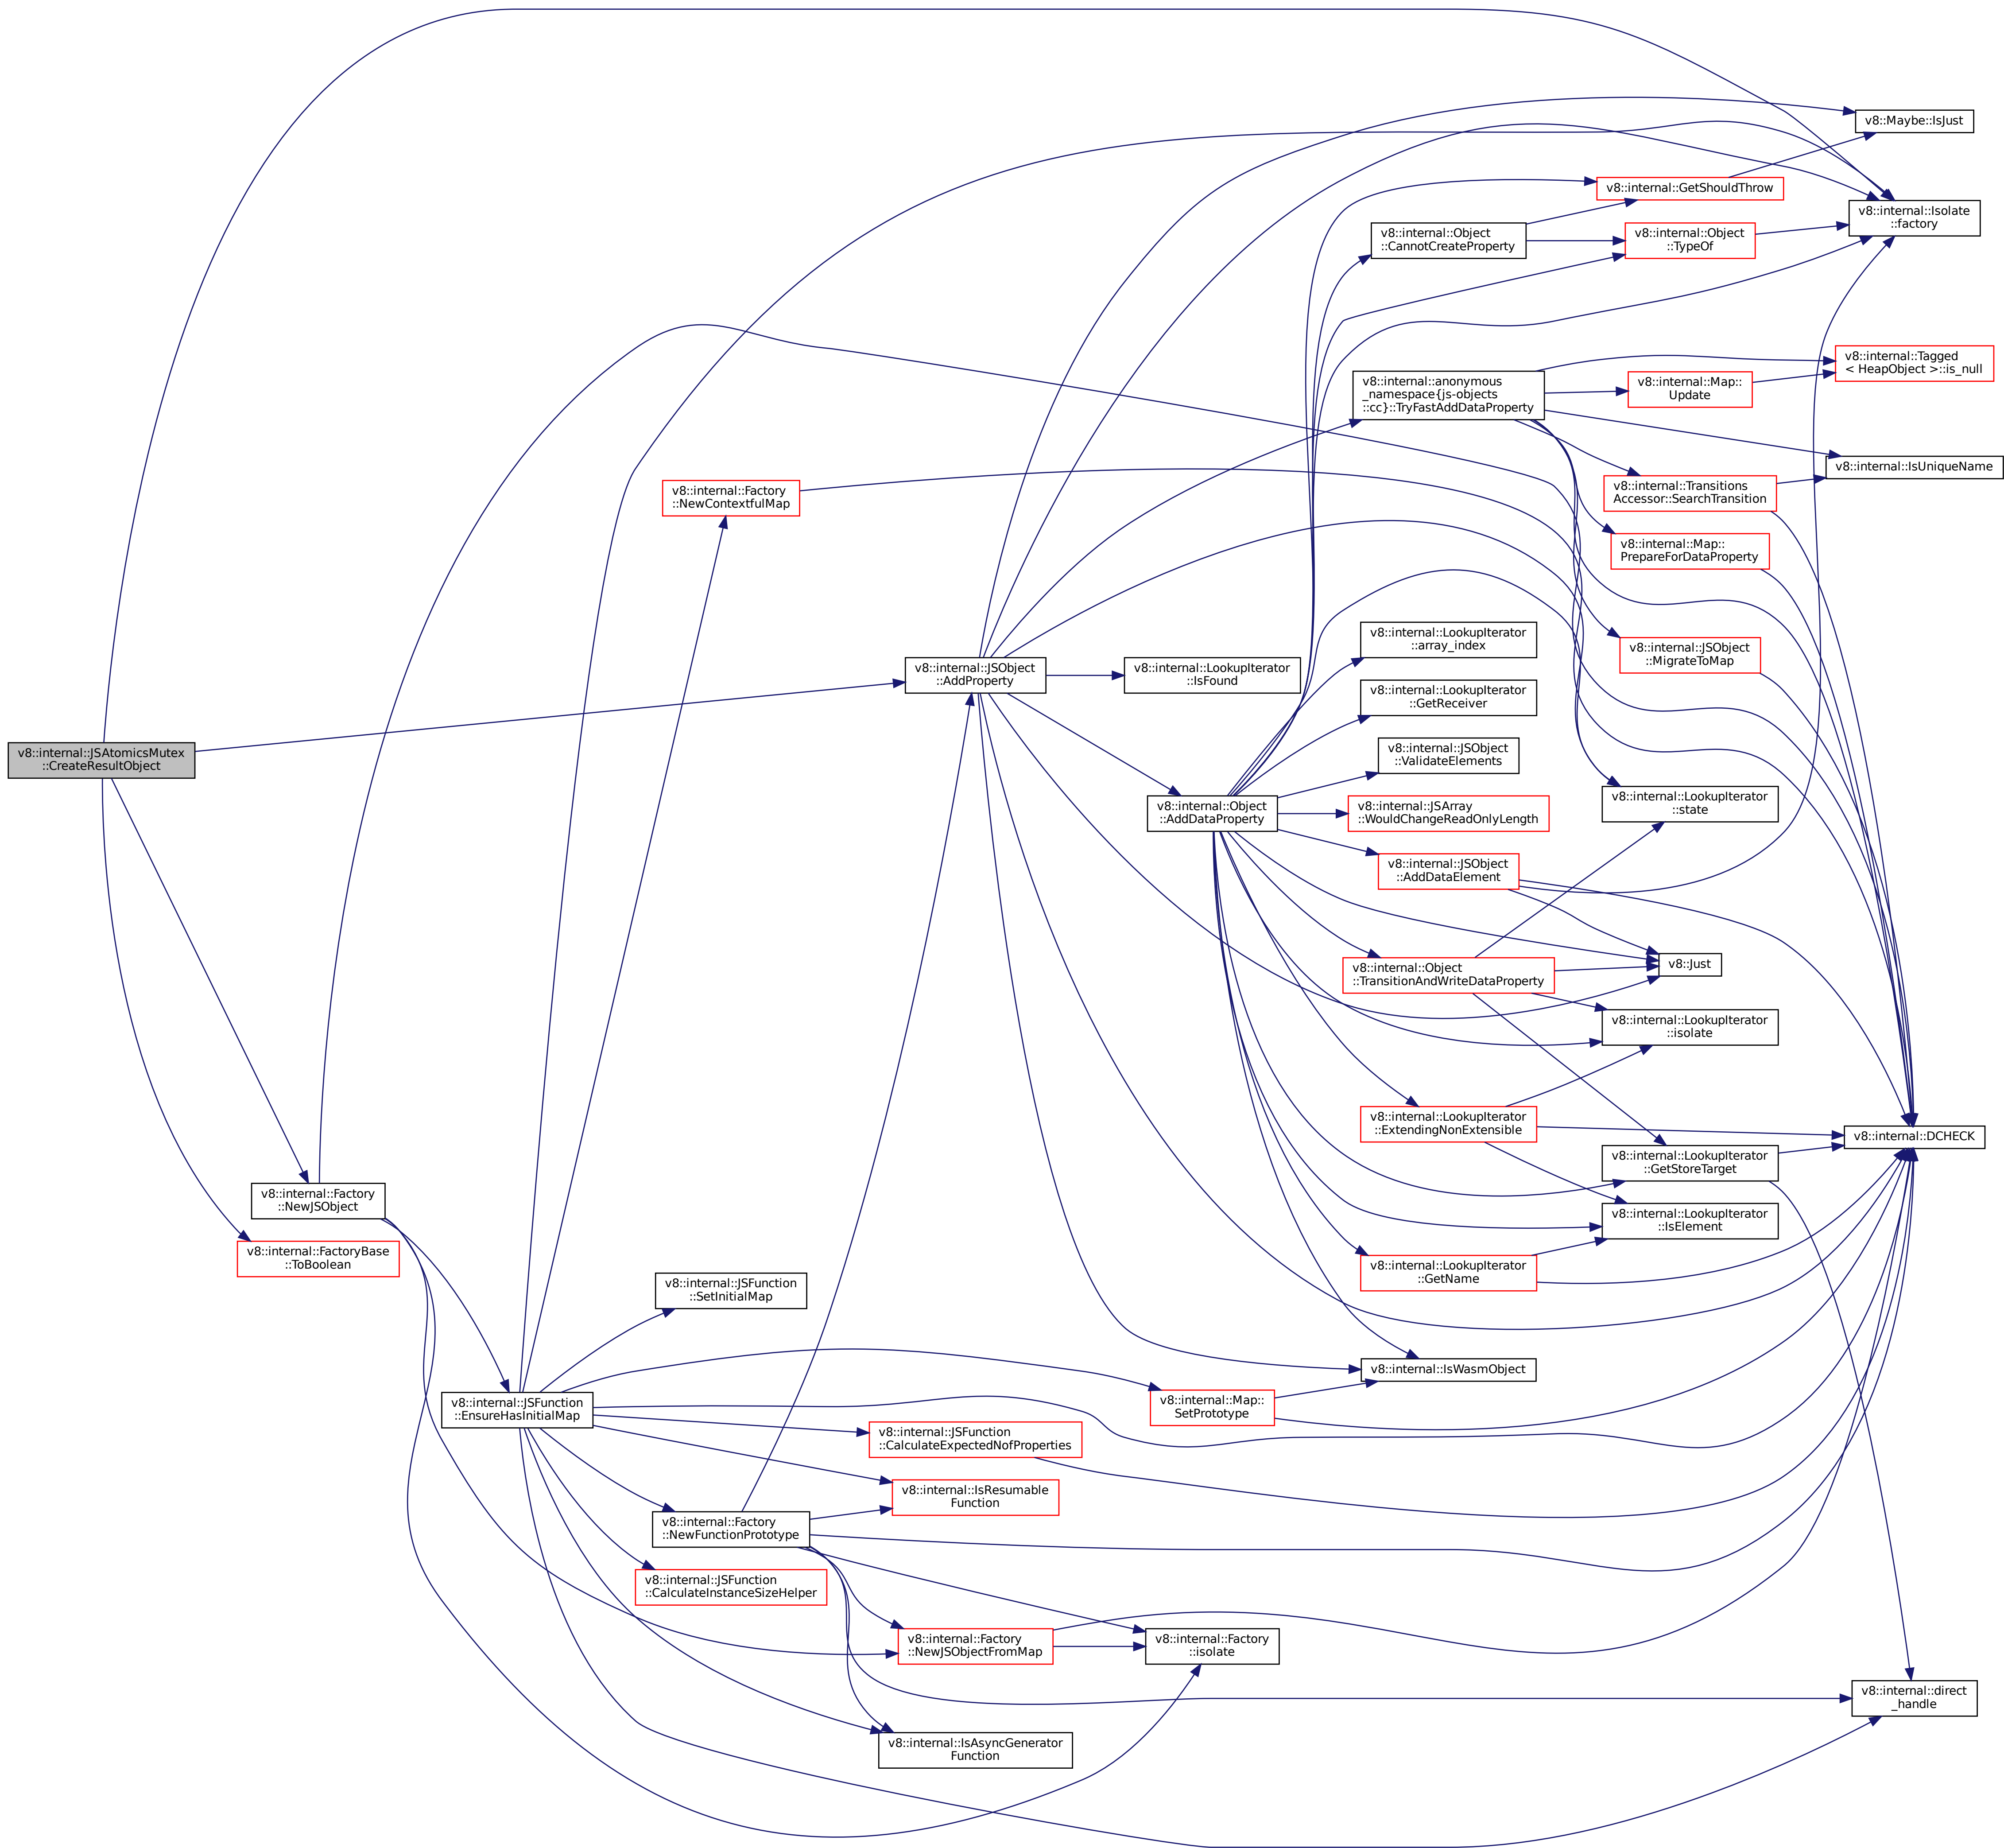 v8::internal::JSAtomicsMutex
::CreateResultObject
v8::internal::Factory
::NewJSObject
v8::internal::FactoryBase
::ToBoolean
v8::internal::JSFunction
::EnsureHasInitialMap
v8::internal::Factory
::NewContextfulMap
v8::internal::JSFunction
::SetInitialMap
v8::internal::Factory
::NewFunctionPrototype
v8::internal::JSFunction
::CalculateInstanceSizeHelper
v8::internal::JSObject
::AddProperty
v8::internal::JSFunction
::CalculateExpectedNofProperties
v8::internal::IsResumable
Function
v8::internal::Factory
::NewJSObjectFromMap
v8::internal::IsAsyncGenerator
Function
v8::internal::LookupIterator
::IsFound
v8::internal::Object
::AddDataProperty
v8::internal::Map::
SetPrototype
v8::internal::Factory
::isolate
v8::internal::Object
::CannotCreateProperty
v8::internal::anonymous
_namespace{js-objects
::cc}::TryFastAddDataProperty
v8::internal::LookupIterator
::array_index
v8::internal::LookupIterator
::GetReceiver
v8::internal::JSObject
::ValidateElements
v8::internal::JSArray
::WouldChangeReadOnlyLength
v8::internal::JSObject
::AddDataElement
v8::internal::Object
::TransitionAndWriteDataProperty
v8::internal::LookupIterator
::ExtendingNonExtensible
v8::internal::LookupIterator
::GetName
v8::internal::IsWasmObject
v8::internal::GetShouldThrow
v8::internal::Object
::TypeOf
v8::internal::Map::
Update
v8::internal::Transitions
Accessor::SearchTransition
v8::internal::Map::
PrepareForDataProperty
v8::internal::JSObject
::MigrateToMap
v8::internal::LookupIterator
::state
v8::Just
v8::internal::LookupIterator
::isolate
v8::internal::LookupIterator
::GetStoreTarget
v8::internal::LookupIterator
::IsElement
v8::Maybe::IsJust
v8::internal::Isolate
::factory
v8::internal::Tagged
< HeapObject >::is_null
v8::internal::IsUniqueName
v8::internal::DCHECK
v8::internal::direct
_handle